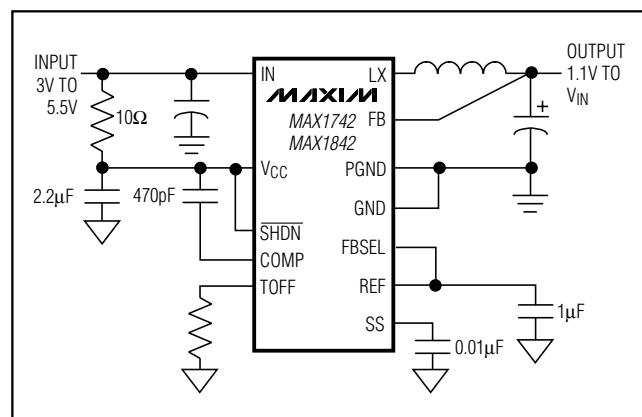 INPUT
3V TO
5.5V
10Ω
2.2µF
470pF
IN
VCC
SHDN
COMP
TOFF
MAXIM
MAX1742
MAX1842
LX
FB
PGND
GND
FBSEL
REF
SS
OUTPUT
1.1V TO
VIN
+
1µF
0.01µF